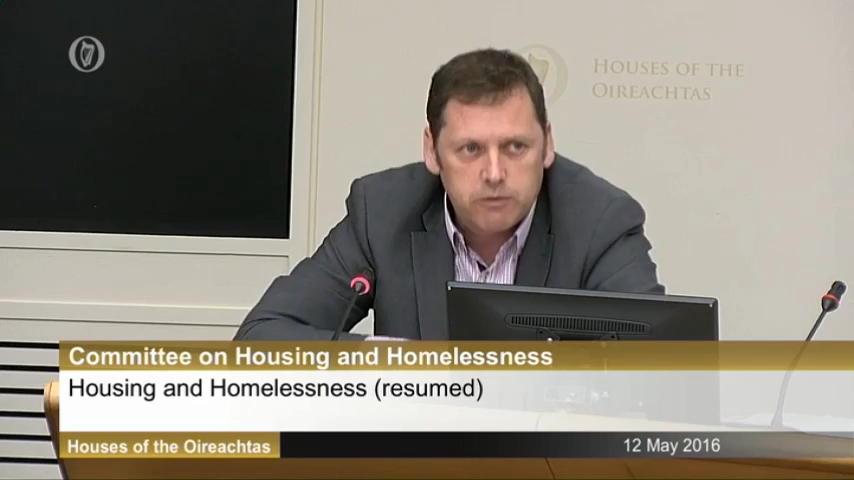 HOUSES OF THE
OIREACHTAS
Committee on Housing and Homelessness
Housing and Homelessness (resumed)
Houses of the Oireachtas
12 May 2016